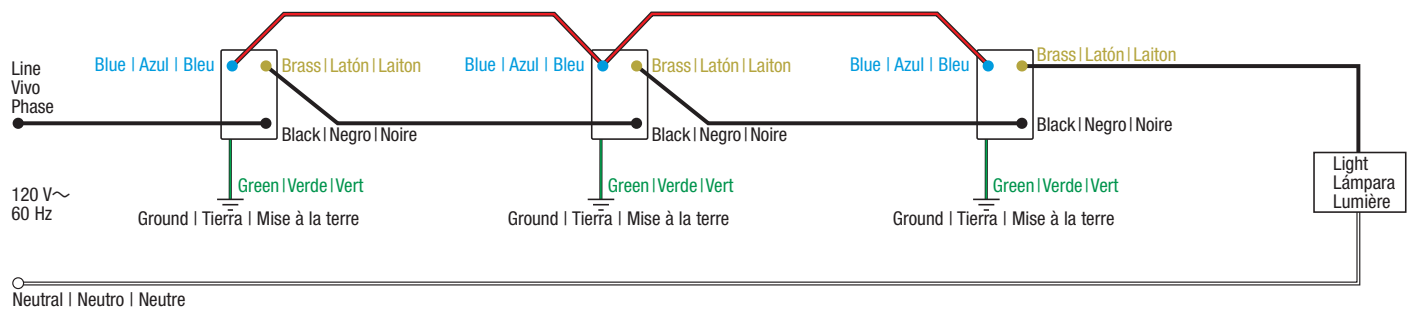 Blue | Azul | Bleu
Brass | Latón | Laiton
Blue | Azul | Bleu
Brass | Latón | Laiton
Blue | Azul | Bleu
Brass | Latón | Laiton
Line
Vivo
Phase
Black | Negro | Noire
Black | Negro | Noire
Black | Negro | Noire
Green | Verde | Vert
Green | Verde | Vert
Green | Verde | Vert
Light
Lámpara
Lumière
120 V~
60 Hz
Ground | Tierra | Mise à la terre
Ground | Tierra | Mise à la terre
Ground | Tierra | Mise à la terre
Neutral | Neutro | Neutre